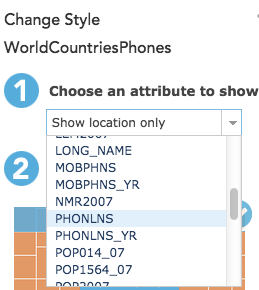 Change Style
WorldCountriesPhones
1 Choose an attribute to show
Show location only
LONG_NAME
MOBPHNS
MOBPHNS_YR
NMR2007
PHONLNS
PHONLNS_YR
POP014_07
POP1564_07
2